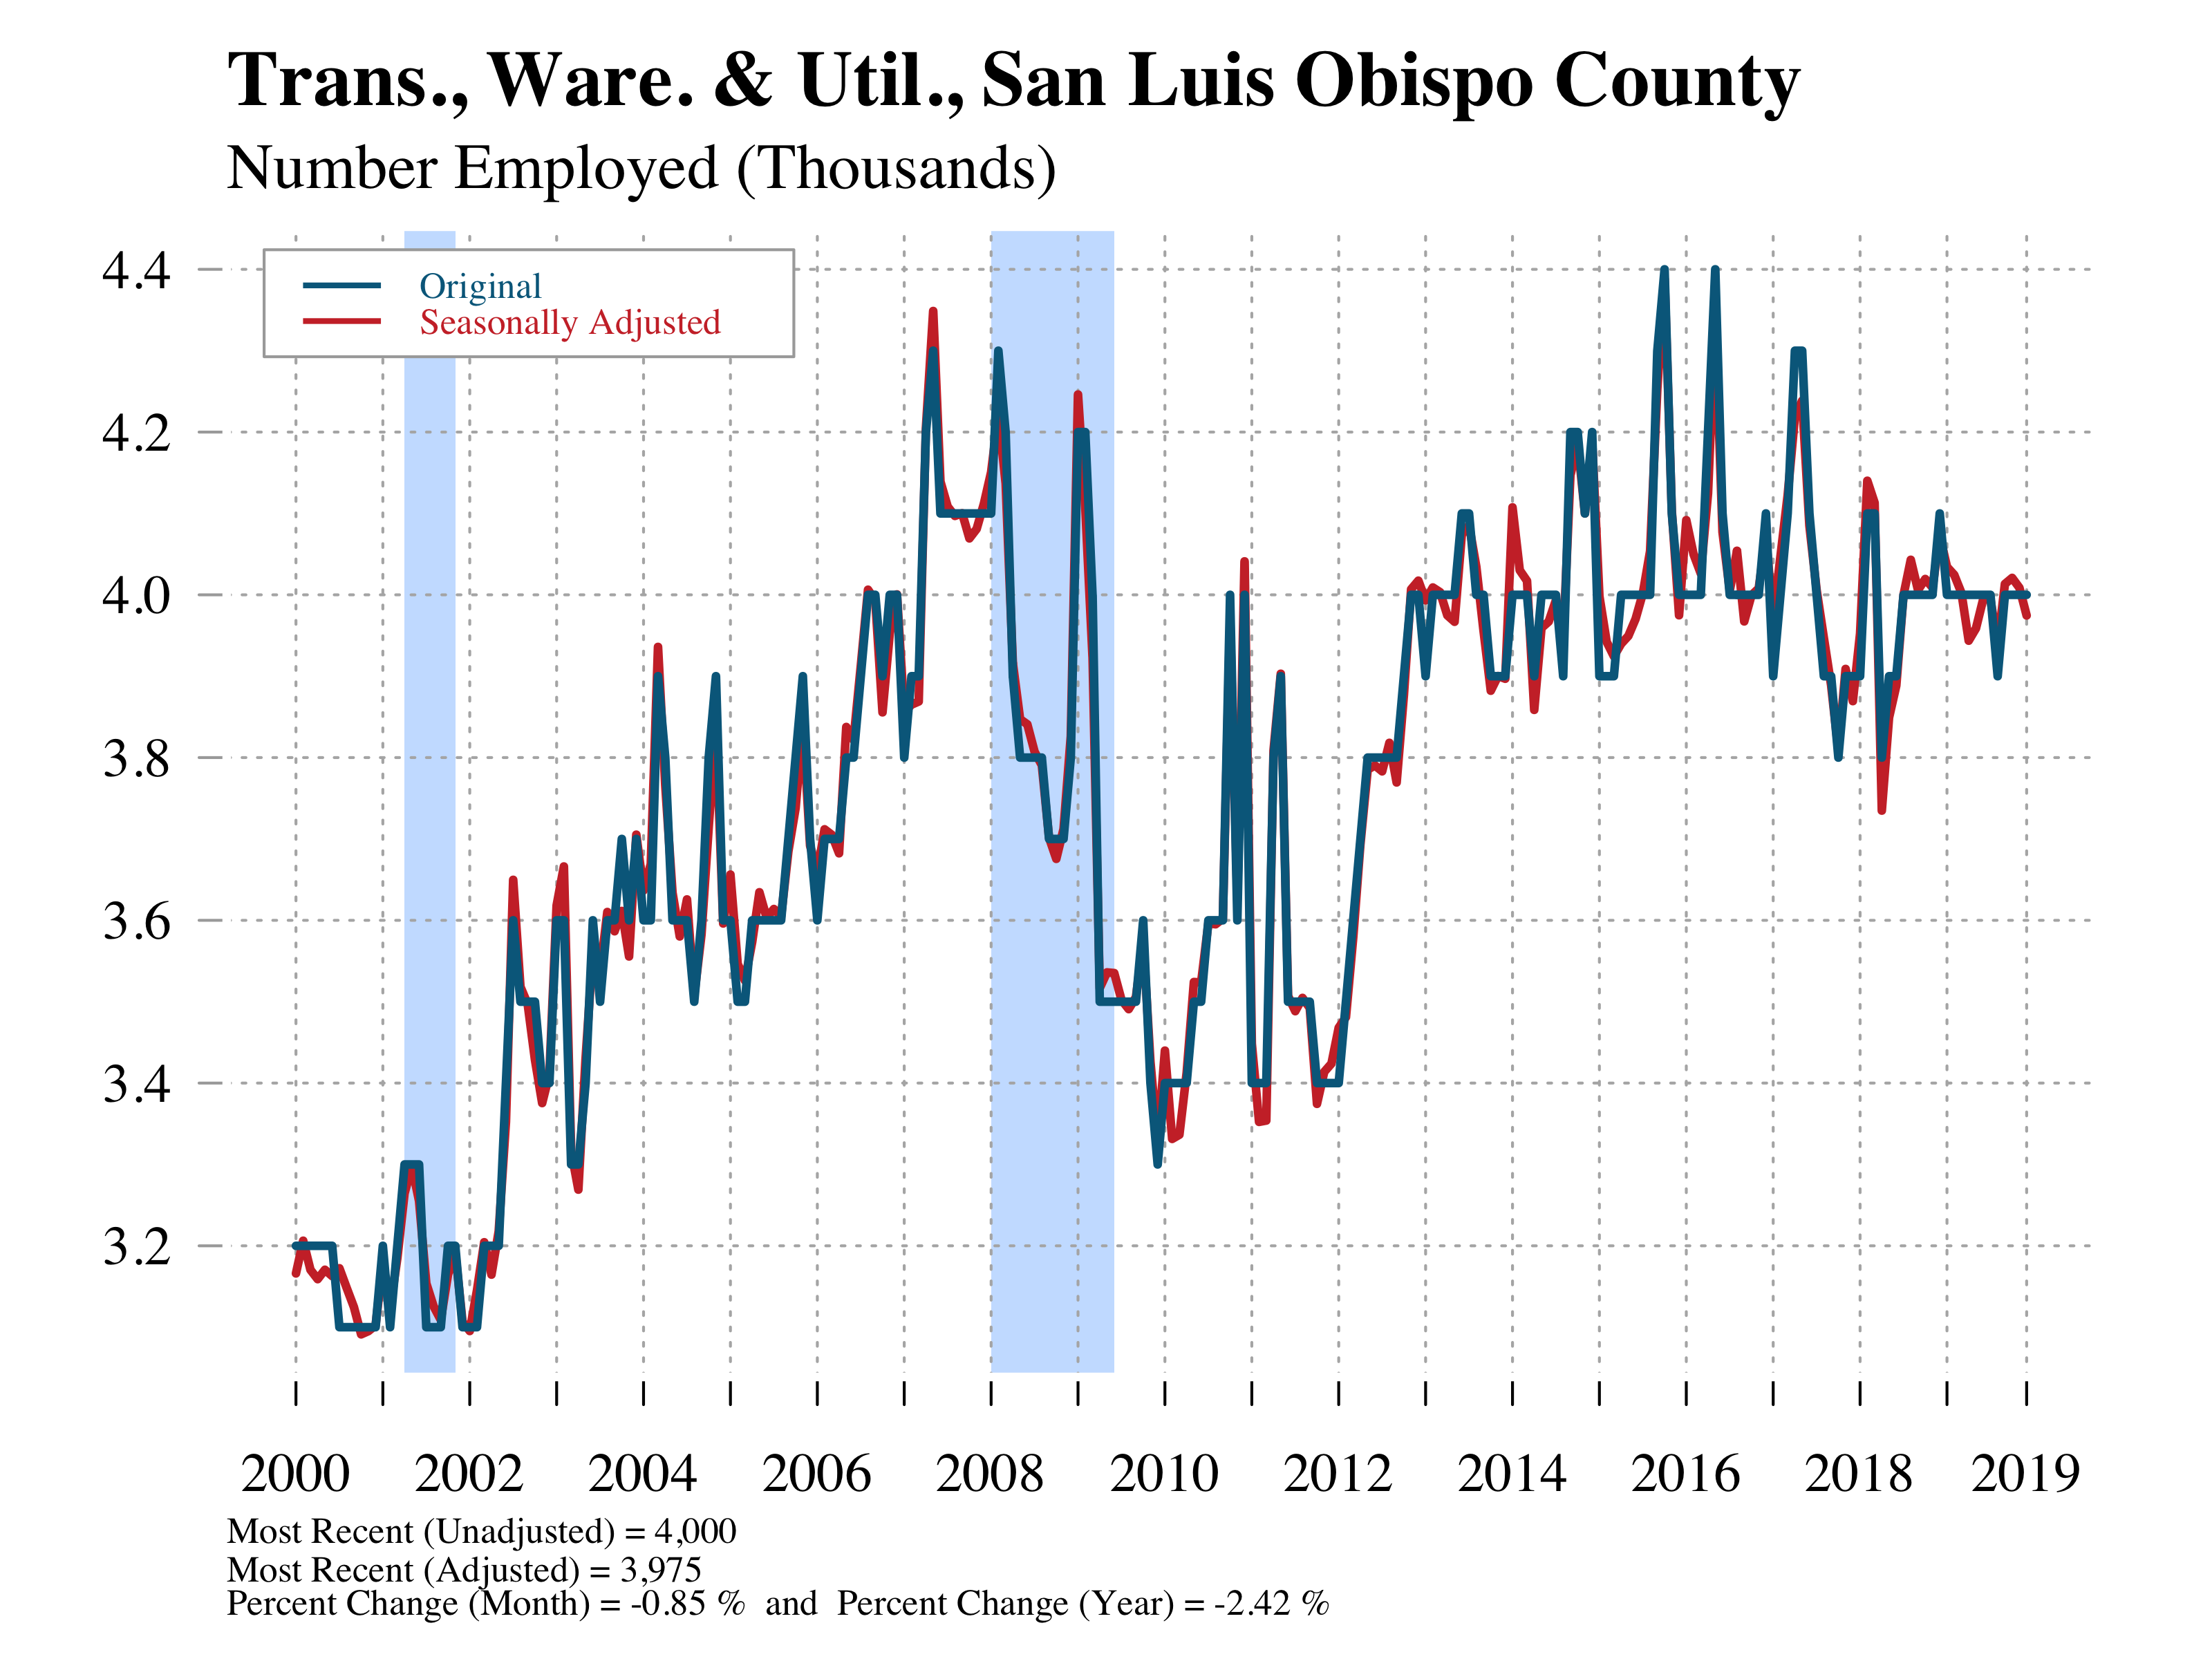 Trans., Ware. & Util., San Luis Obispo County
Number Employed (Thousands)
4.4
4.2
4.0
3.8
3.6
3.4
3.2
Original
Seasonally Adjusted
2000 2002 2004 2006 2008 2010 2012 2014 2016 2018 2019
Most Recent (Unadjusted) = 4,000
Most Recent (Adjusted) = 3,975
Percent Change (Month) = -0.85 % and Percent Change (Year) = -2.42 %